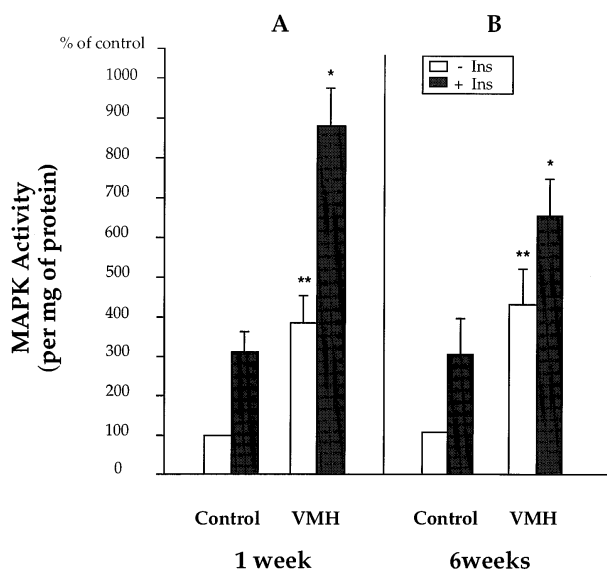 A
B
% of control
- Ins
+ Ins
1000
900
800
700
600
500
400
300
200
100
0
MAPK Activity
(per mg of protein)
*
**
*
**
Control
VMH
Control
VMH
1 week
6weeks